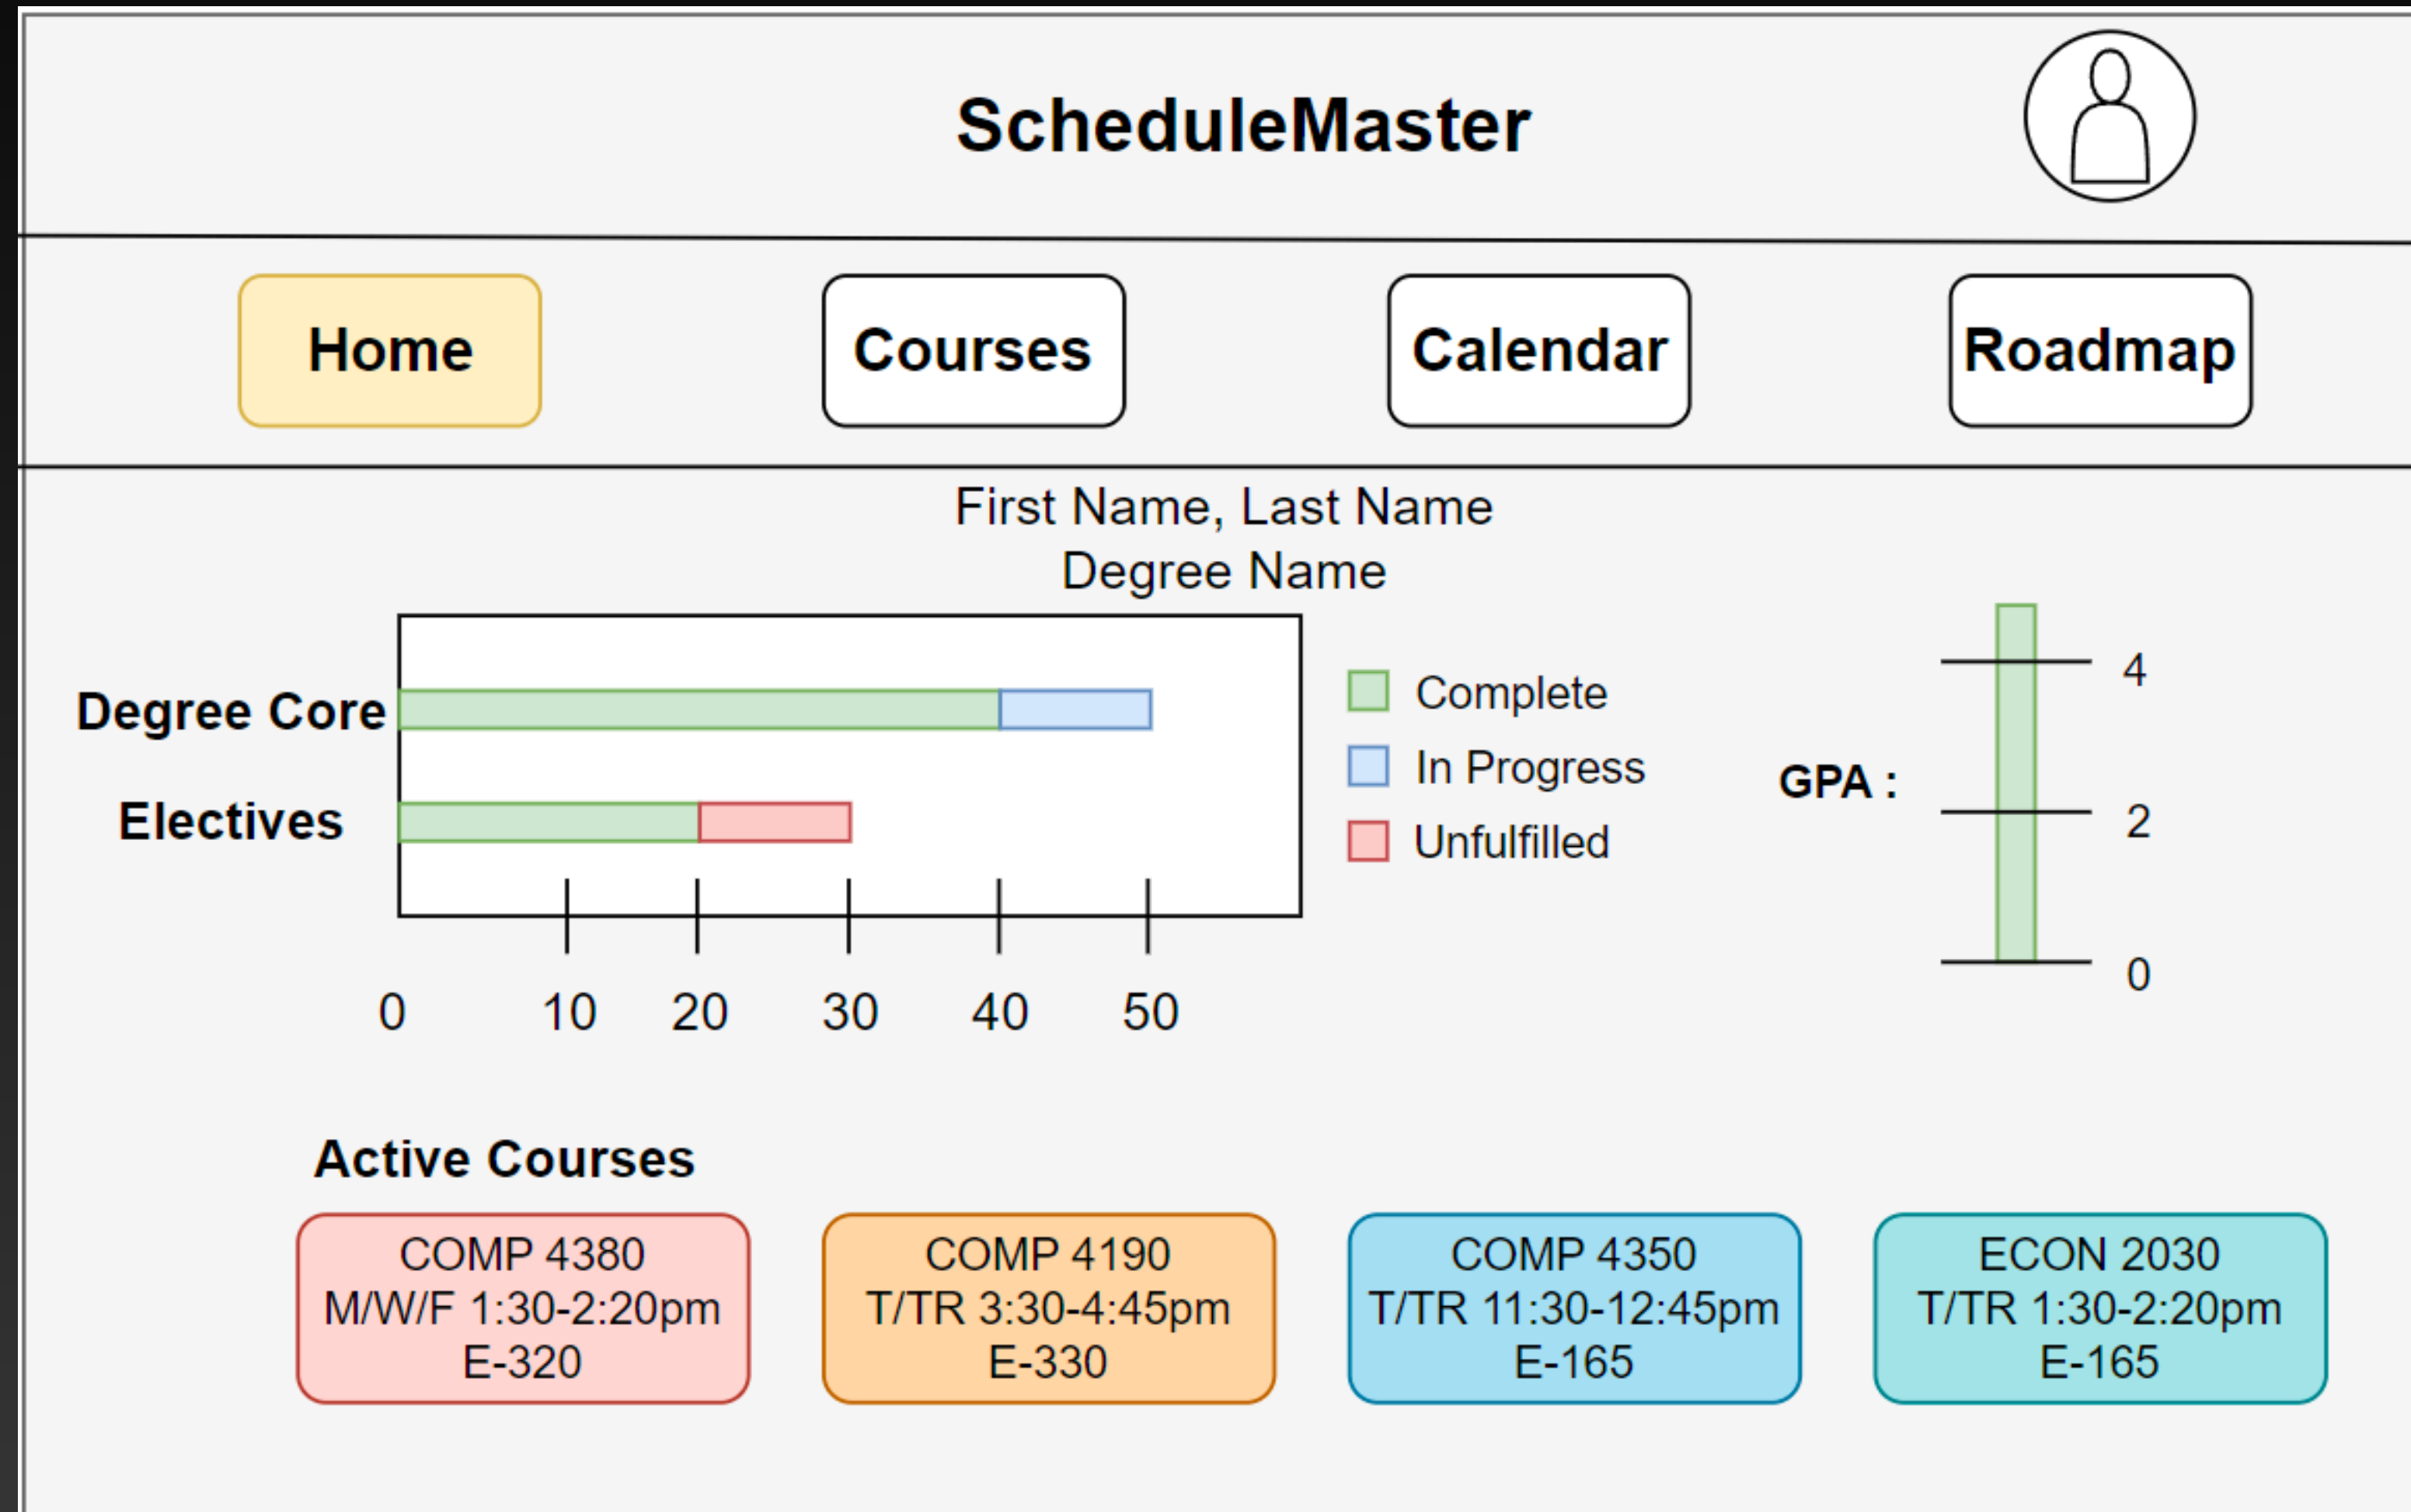 ScheduleMaster
Home
Courses
Calendar
Roadmap
First Name, Last Name
Degree Name
Degree Core
Electives
0
10
20
30
40
50
Complete
In Progress
Unfulfilled
GPA :
4
2
0
Active Courses
COMP 4380
M/W/F 1:30-2:20pm
E-320
COMP 4190
T/TR 3:30-4:45pm
E-330
COMP 4350
T/TR 11:30-12:45pm
E-165
ECON 2030
T/TR 1:30-2:20pm
E-165